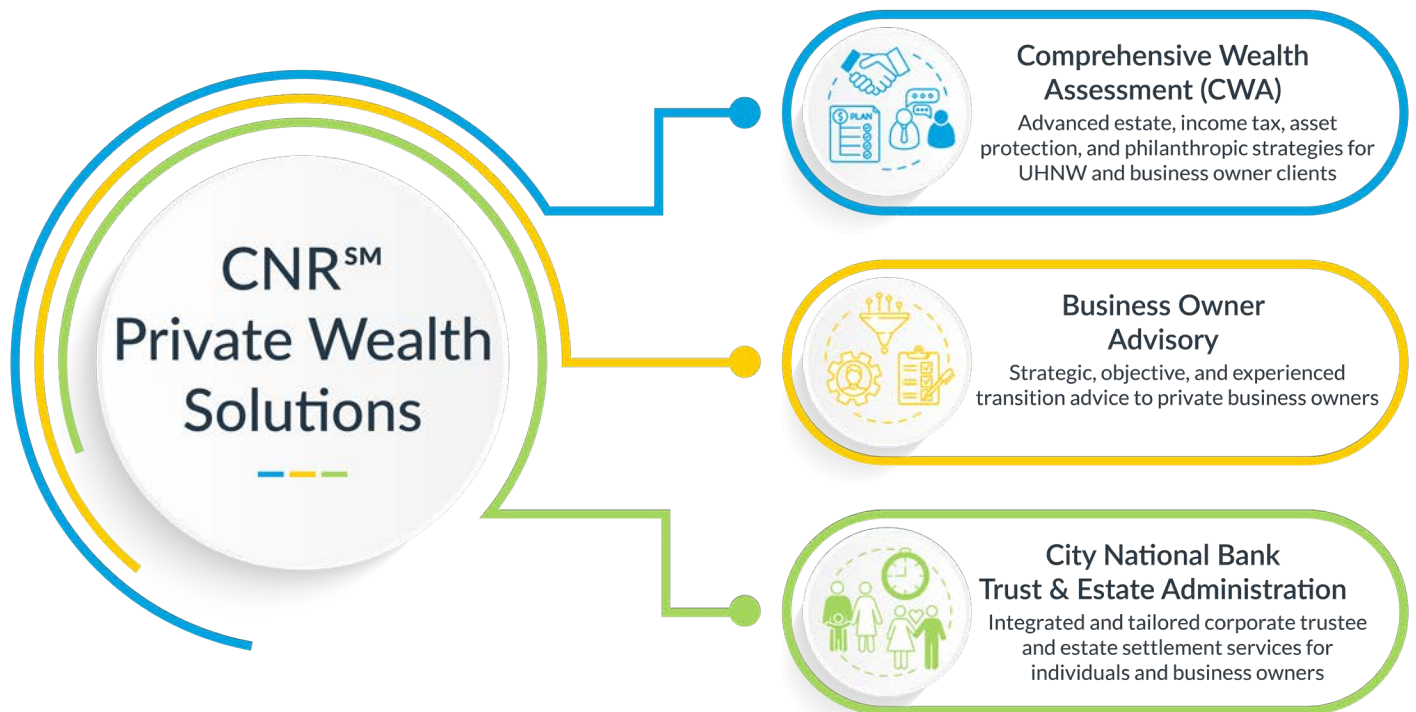 CNR℠
Private Wealth
Solutions
Comprehensive Wealth
Assessment (CWA)
Advanced estate, income tax, asset
protection, and philanthropic strategies for
UHNW and business owner clients
$ PLAN
Business Owner
Advisory
Strategic, objective, and experienced
transition advice to private business owners
City National Bank
Trust & Estate Administration
Integrated and tailored corporate trustee
and estate settlement services for
individuals and business owners